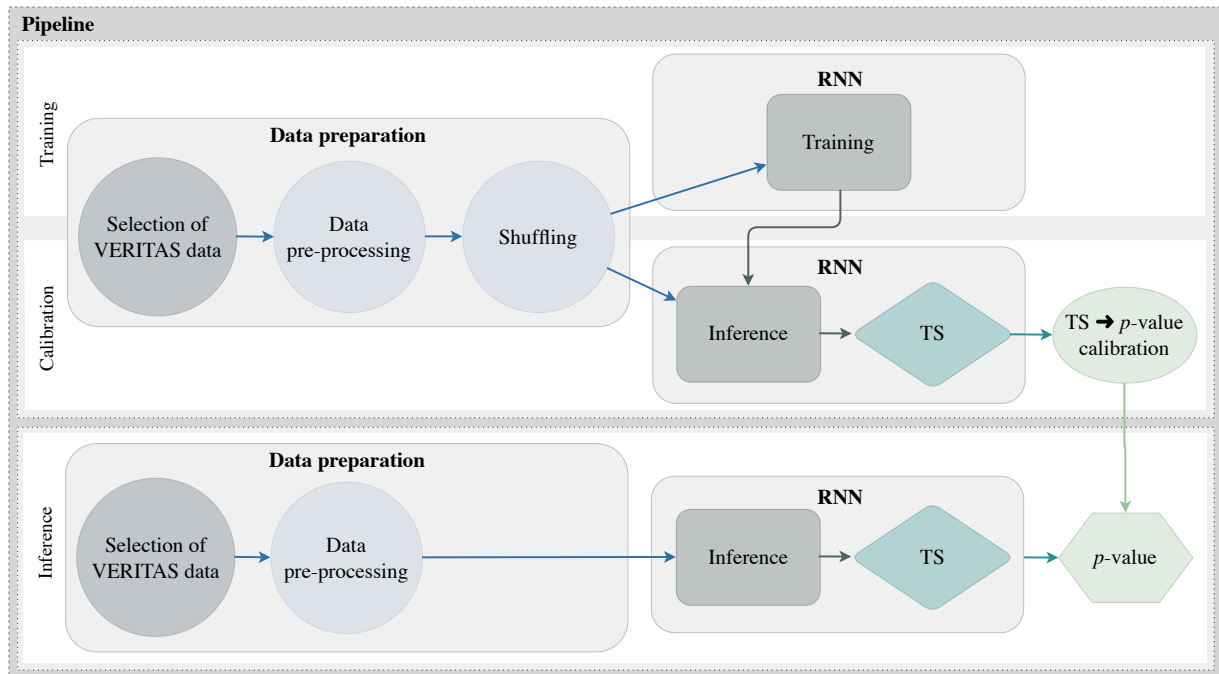 Pipeline
Training
Data preparation
Selection of
VERITAS data
Data
pre-processing
Shuffling
RNN
Training
Calibration
RNN
Inference
TS
TS ➜ p-value
calibration
Inference
Data preparation
Selection of
VERITAS data
Data
pre-processing
RNN
Inference
TS
p-value